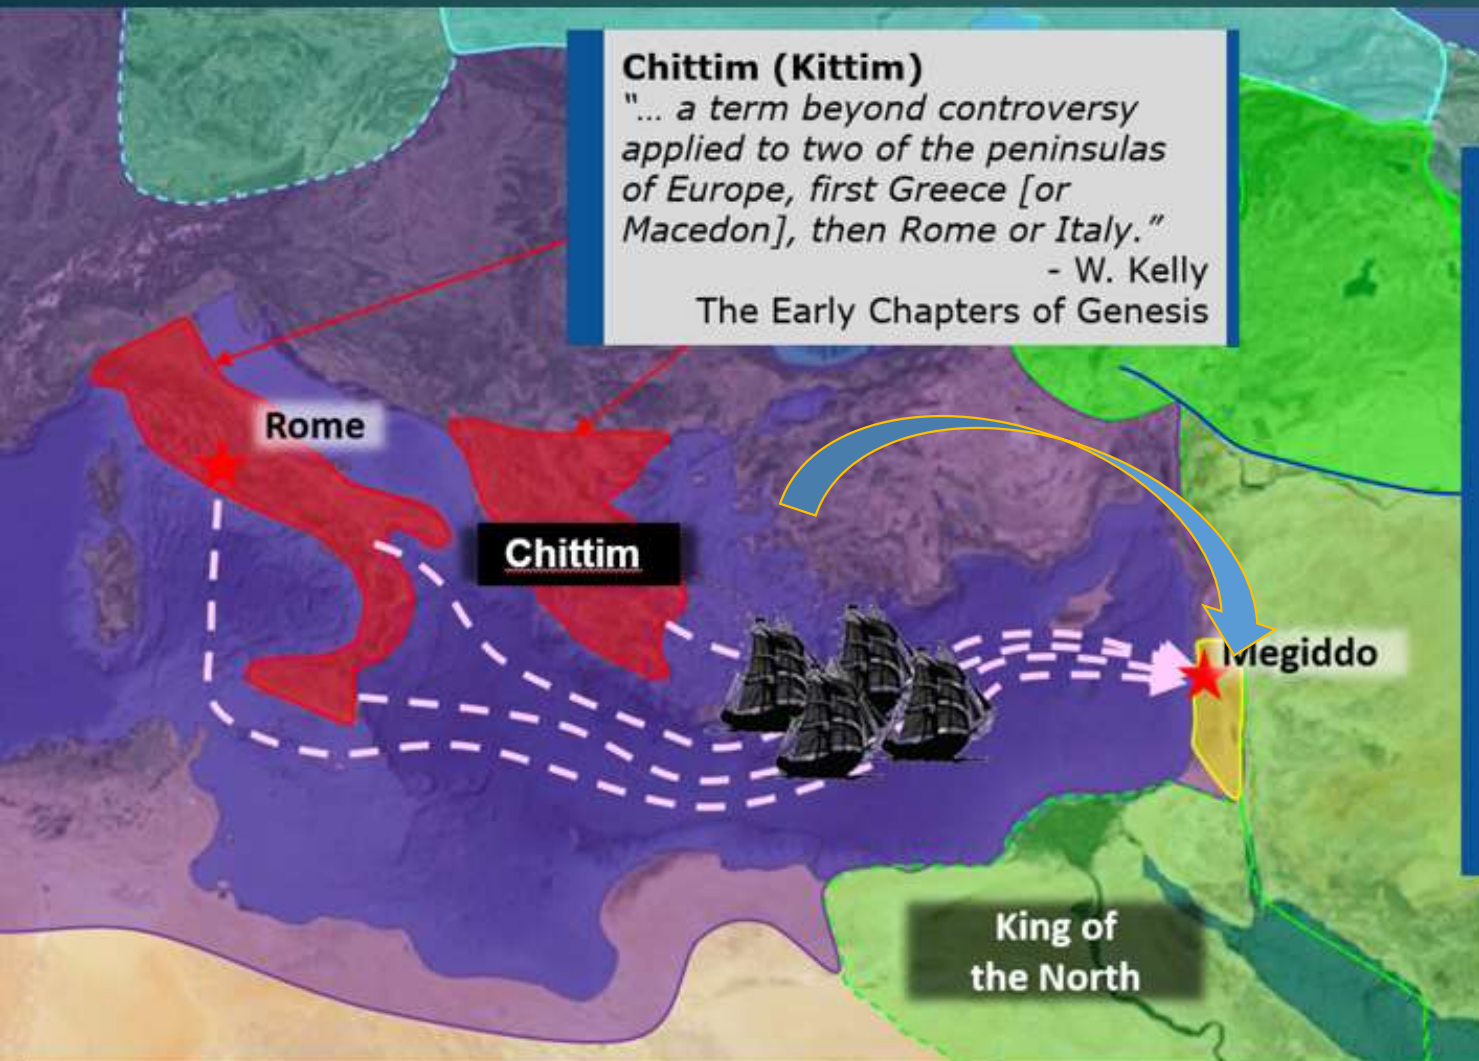 Chittim (Kittim)
“… a term beyond controversy
applied to two of the peninsulas
of Europe, first Greece [or
Macedon], then Rome or Italy.”
- W. Kelly
The Early Chapters of Genesis
Rome
Chittim
Megiddo
King of
the North